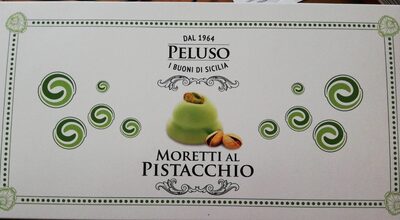 DAL 1964
PELUSO
I BUONI DI SICILIA
MORETTI AL
PISTACCHIO